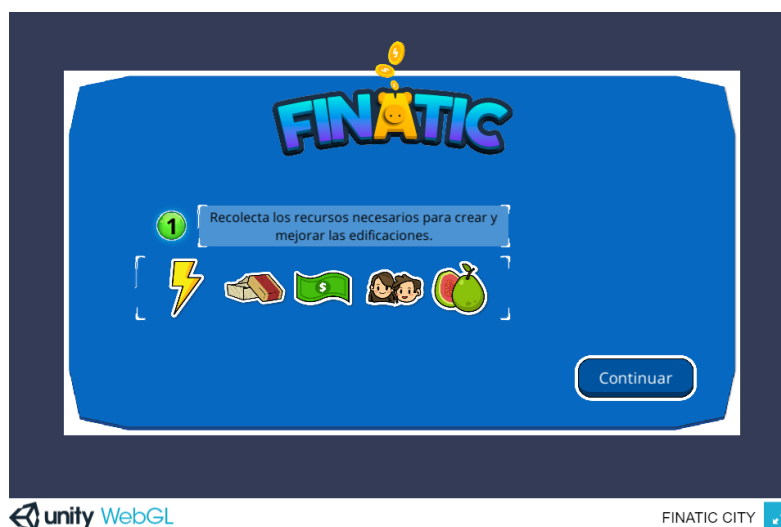 FINATIC
1
Recolecta los recursos necesarios para crear y
mejorar las edificaciones.
$
Continuar
unity WebGL
FINATIC CITY